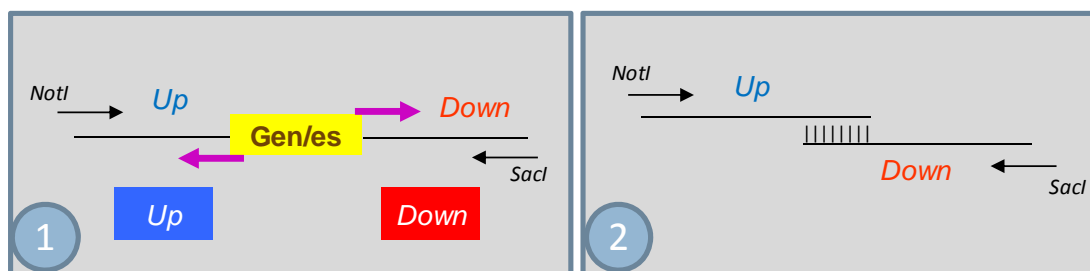 NotI
Up
Down
Gen/es
SacI
Up
Down
1
NotI
Up
Down
SacI
2